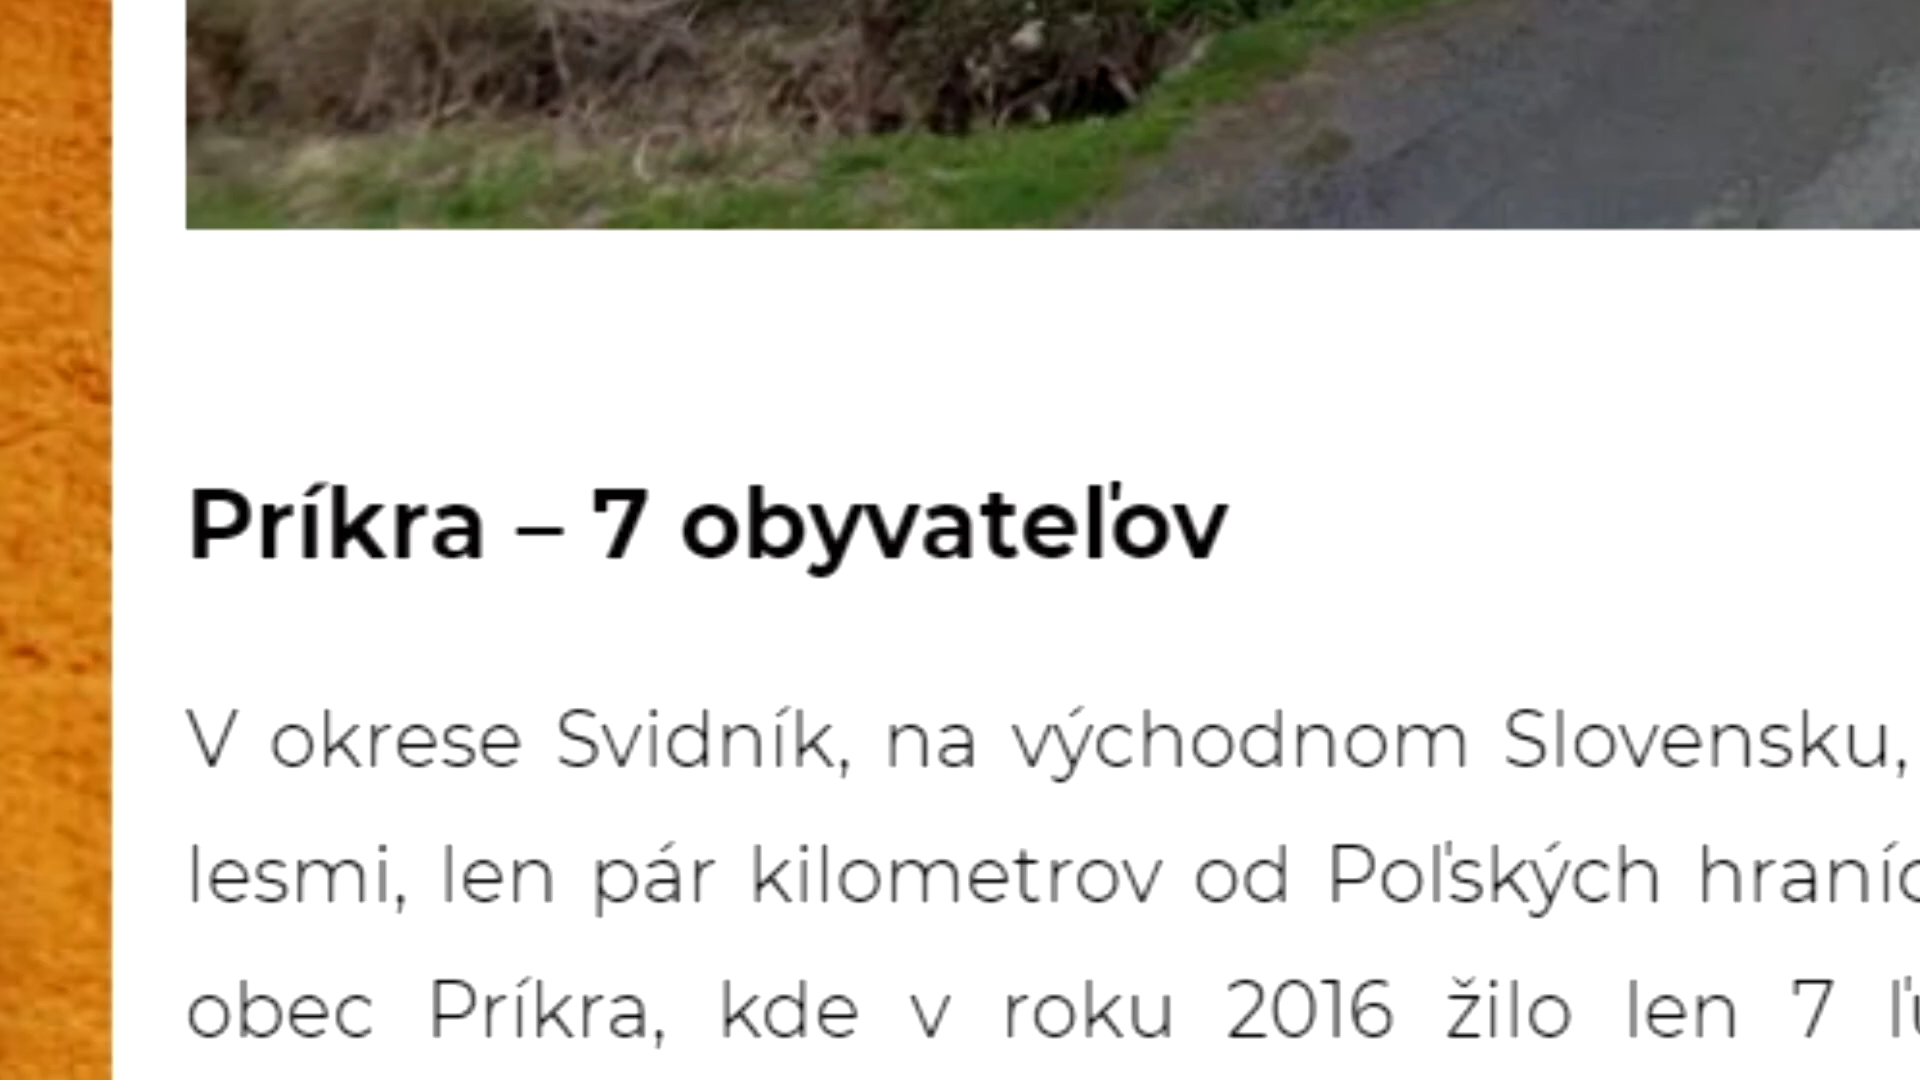 Príkra – 7 obyvateľov
V okrese Svidník, na východnom Slovensku,
lesmi, len pár kilometrov od Poľských
obec Príkra, kde v roku 2016 žilo len 7